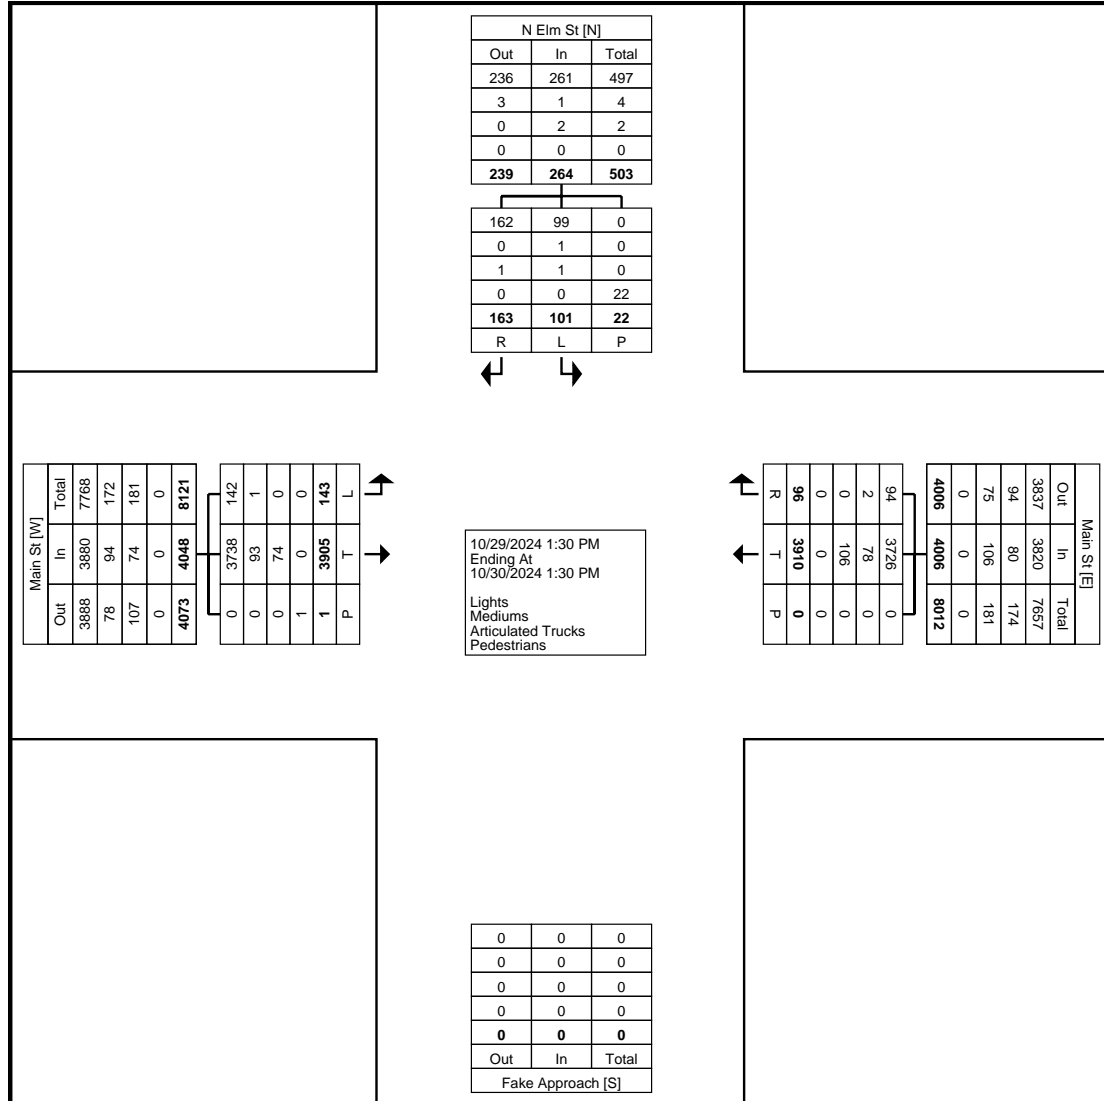 N Elm St [N]
Out In Total
236 261 497
3 1 4
0 2 2
0 0 0
239 264 503
162 99 0
0 1 0
1 1 0
0 0 22
163 101 22
R L P
Main St [W]
Total In Out
7768 3880 3888
172 94 78
181 74 107
0 0 0
8121 4048 4073
142 3738 0
1 93 0
0 74 0
0 0 1
143 3905 1
L T P
10/29/2024 1:30 PM
Ending At
10/30/2024 1:30 PM
Lights
Mediums
Articulated Trucks
Pedestrians
Main St [E]
Out In Total
3837 3820 7657
94 80 174
75 106 181
0 0 0
4006 4006 8012
94 3726 0
2 78 0
0 106 0
0 0 0
96 3910 0
R T P
0 0 0
0 0 0
0 0 0
0 0 0
0 0 0
Out In Total
Fake Approach [S]